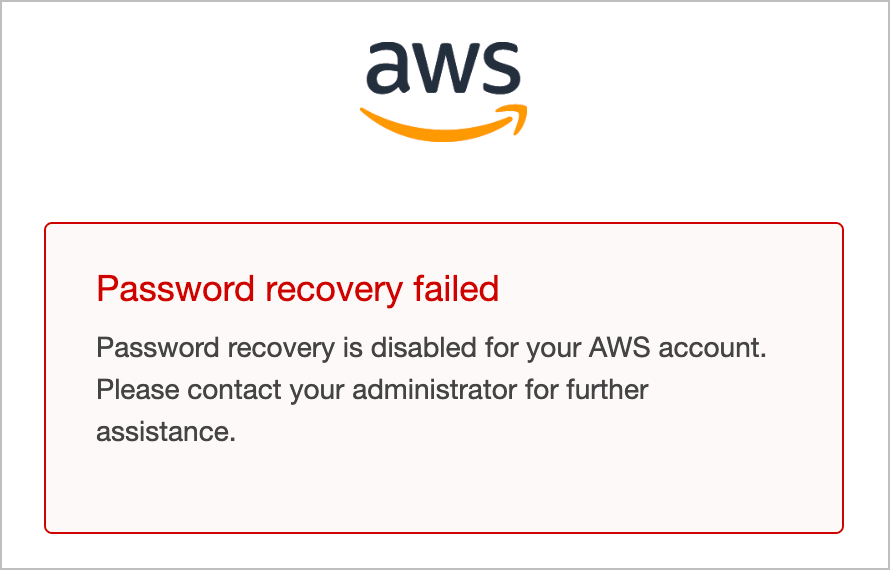 aws
Password recovery failed
Password recovery is disabled for your AWS account.
Please contact your administrator for further
assistance.